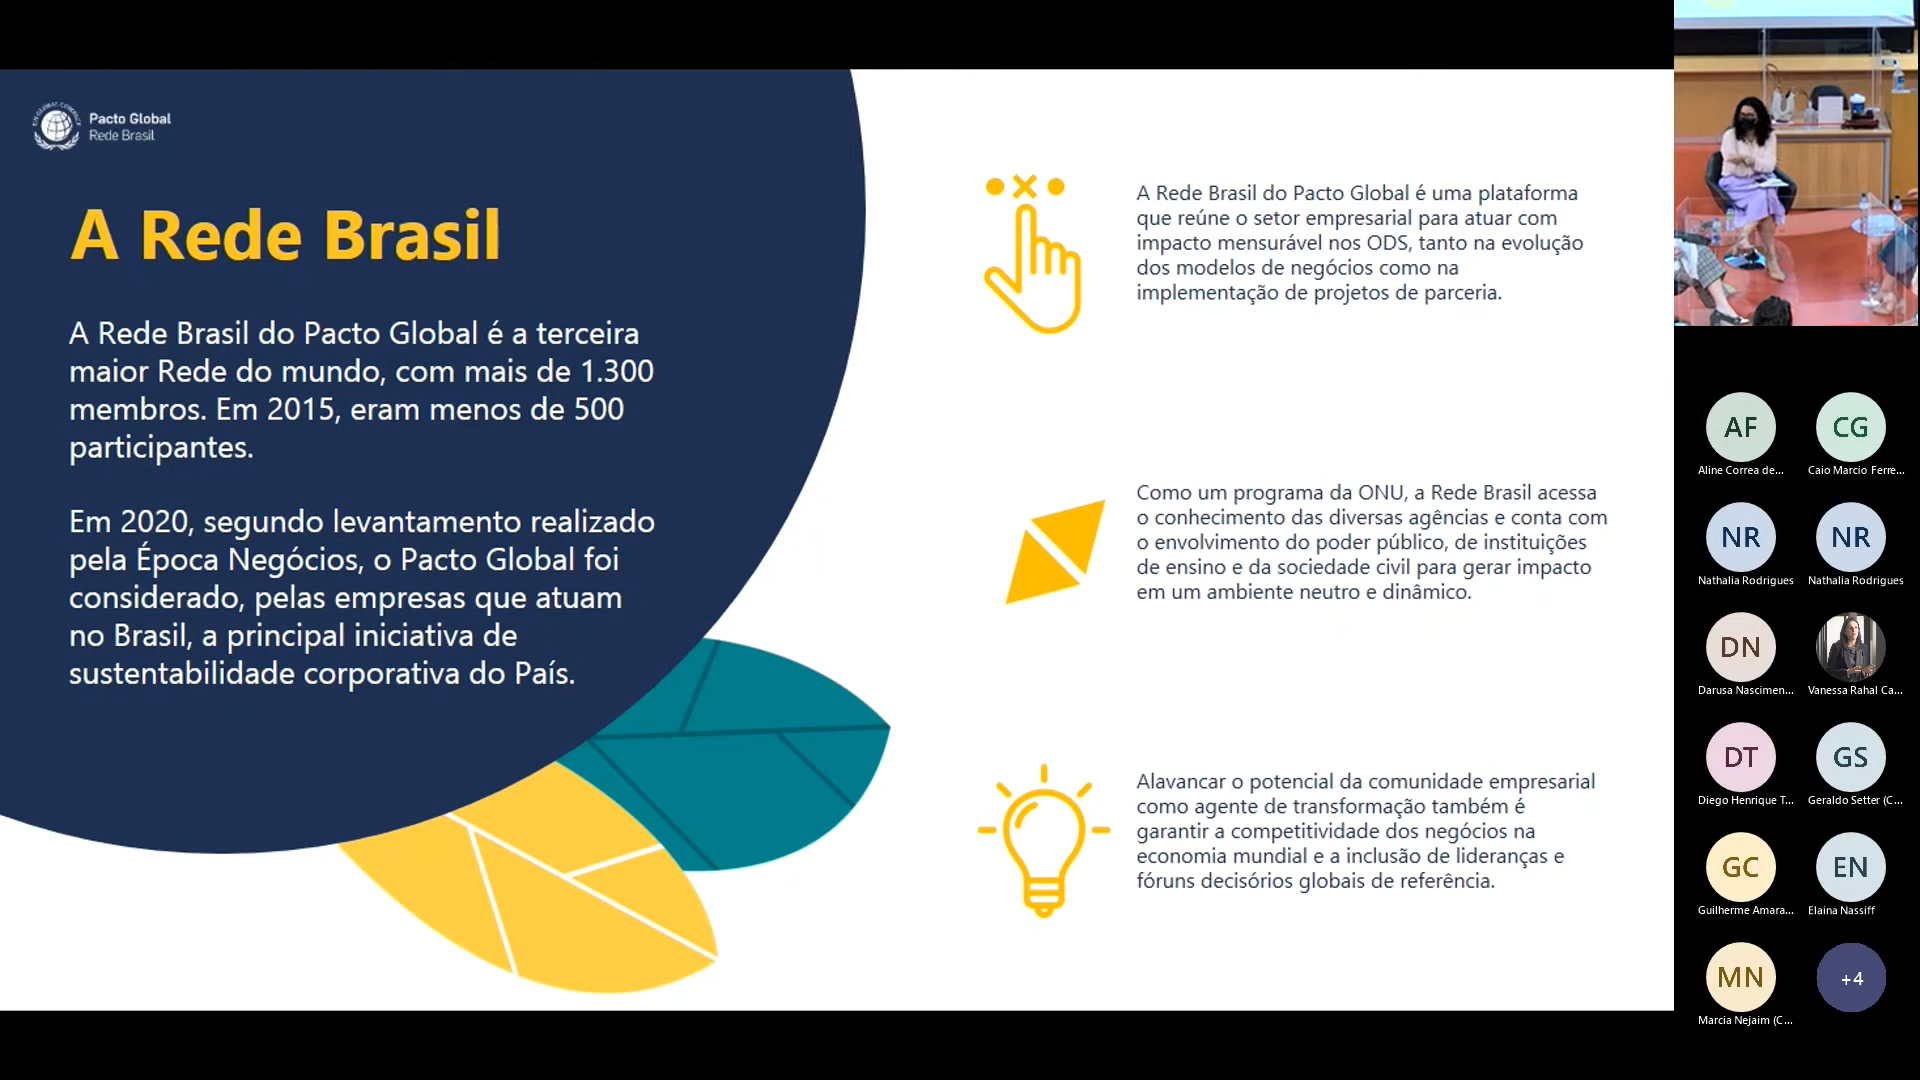 Pacto Global
Rede Brasil
A Rede Brasil
A Rede Brasil do Pacto Global é a terceira
maior Rede do mundo, com mais de 1.300
membros. Em 2015, eram menos de 500
participantes.
Em 2020, segundo levantamento realizado
pela Época Negócios, o Pacto Global foi
considerado, pelas empresas que atuam
no Brasil, a principal iniciativa de
sustentabilidade corporativa do País.
A Rede Brasil do Pacto Global é uma plataforma
que reúne o setor empresarial para atuar com
impacto mensurável nos ODS, tanto na evolução
dos modelos de negócios como na
implementação de projetos de parceria.
Como um programa da ONU, a Rede Brasil acessa
o conhecimento das diversas agências e conta com
o envolvimento do poder público, de instituições
de ensino e da sociedade civil para gerar impacto
em um ambiente neutro e dinâmico.
Alavancar o potencial da comunidade empresarial
como agente de transformação também é
garantir a competitividade dos negócios na
economia mundial e a inclusão de lideranças e
fóruns decisórios globais de referência.
AF
Aline Correa de...
CG
Caio Marcio Ferre...
NR
Nathalia Rodrigues
NR
Nathalia Rodrigues
DN
Darusa Nascimen...
Vanessa Rahal Ca...
DT
Diego Henrique T...
GS
Geraldo Setter (C...
GC
Guilherme Amara...
EN
Elaina Nassiff
MN
Marcia Nejaim (C...
+4